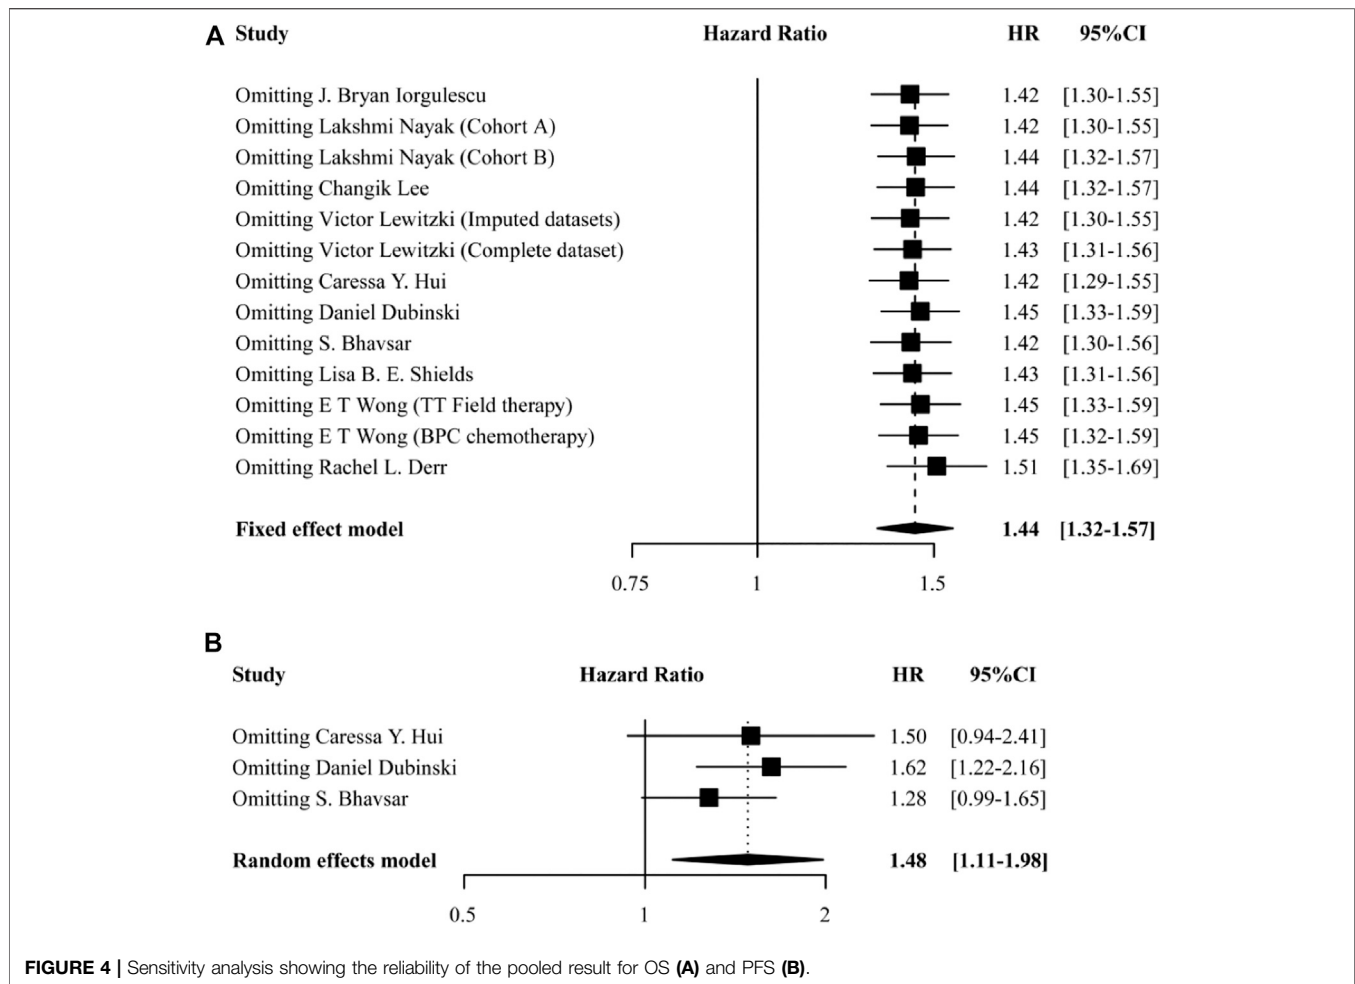 A Study Hazard Ratio HR 95%CI
Omitting J. Bryan Iorgulescu 1.42 [1.30-1.55]
Omitting Lakshmi Nayak (Cohort A) 1.42 [1.30-1.55]
Omitting Lakshmi Nayak (Cohort B) 1.44 [1.32-1.57]
Omitting Changik Lee 1.44 [1.32-1.57]
Omitting Victor Lewitzki (Imputed datasets) 1.42 [1.30-1.55]
Omitting Victor Lewitzki (Complete dataset) 1.43 [1.31-1.56]
Omitting Caressa Y. Hui 1.42 [1.29-1.55]
Omitting Daniel Dubinski 1.45 [1.33-1.59]
Omitting S. Bhavsar 1.42 [1.30-1.56]
Omitting Lisa B. E. Shields 1.43 [1.31-1.56]
Omitting E T Wong (TT Field therapy) 1.45 [1.33-1.59]
Omitting E T Wong (BPC chemotherapy) 1.45 [1.32-1.59]
Omitting Rachel L. Derr 1.51 [1.35-1.69]
Fixed effect model 1.44 [1.32-1.57]
0.75 1 1.5
B
Study Hazard Ratio HR 95%CI
Omitting Caressa Y. Hui 1.50 [0.94-2.41]
Omitting Daniel Dubinski 1.62 [1.22-2.16]
Omitting S. Bhavsar 1.28 [0.99-1.65]
Random effects model 1.48 [1.11-1.98]
0.5 1 2
FIGURE 4 | Sensitivity analysis showing the reliability of the pooled result for OS (A) and PFS (B).